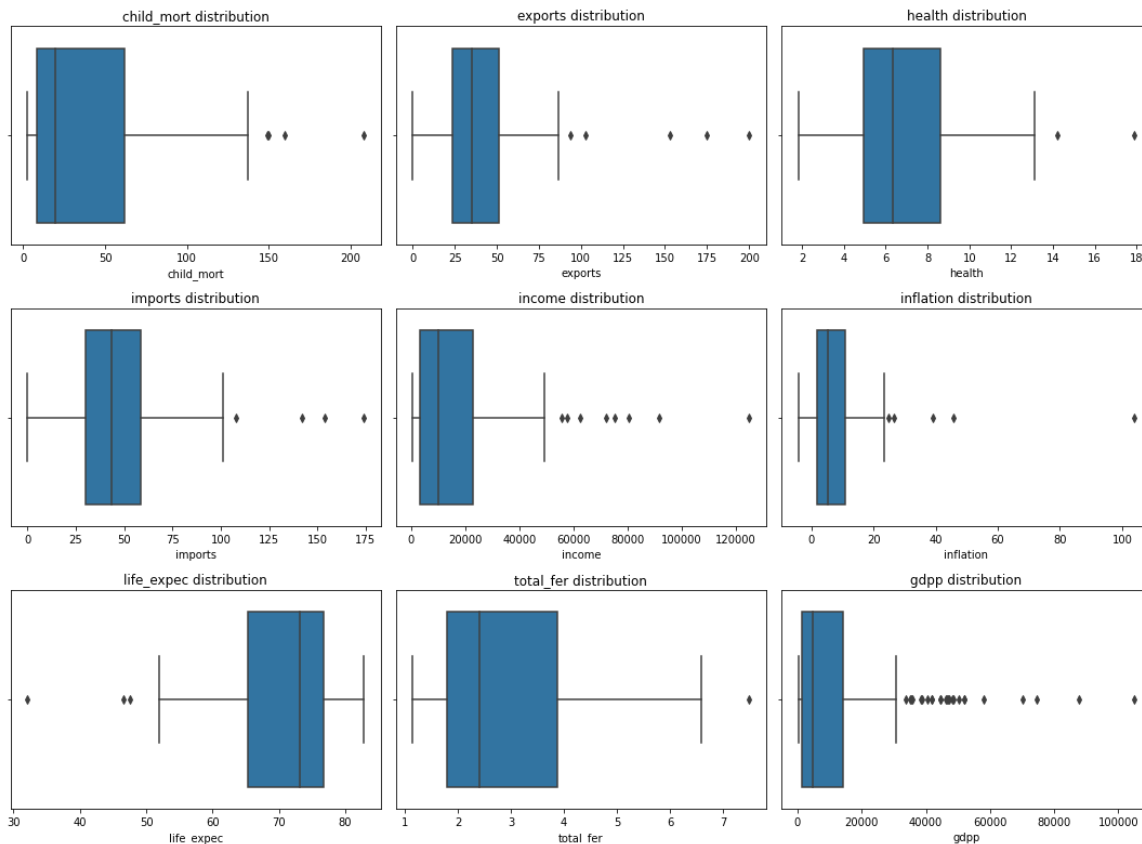 child_mort distribution
exports distribution
health distribution
0 50 100 150 200
0 25 50 75 100 125 150 175 200
2 4 6 8 10 12 14 16 18
child_mort
exports
health
imports distribution
income distribution
inflation distribution
0 25 50 75 100 125 150 175
0 20000 40000 60000 80000 100000 120000
0 20 40 60 80 100
imports
income
inflation
life_expec distribution
total_fer distribution
gdpp distribution
30 40 50 60 70 80
1 2 3 4 5 6 7
0 20000 40000 60000 80000 100000
life_expec
total_fer
gdpp